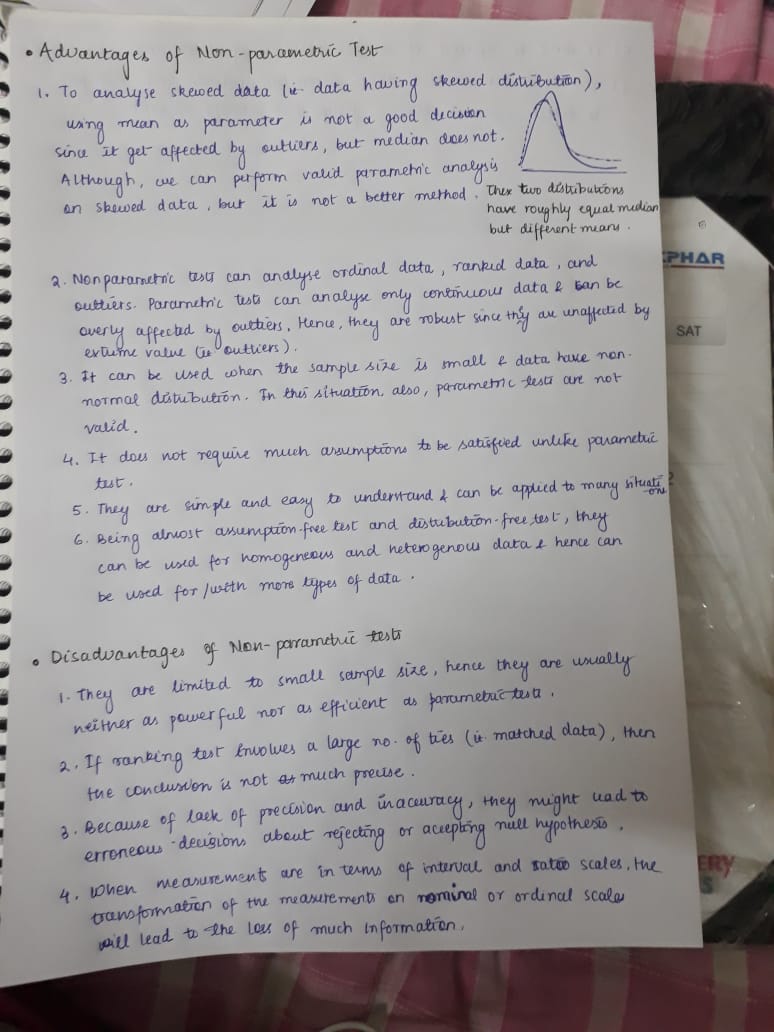 • Advantages of Non-parametric Test
1. To analyse skewed data (ie. data having skewed distribution),
using mean as parameter is not a good decision
since it get affected by outliers, but median does not.
Although, we can perform valid parametric analysis
on skewed data, but it is not a better method.
These two distributions
have roughly equal median
but different means.
2. Nonparametric tests can analyse ordinal data, ranked data, and
outliers. Parametric tests can analyse only continuous data & can be
overly affected by outliers. Hence, they are robust since they are unaffected by
extreme value (ie outliers).
3. It can be used when the sample size is small & data have non-
normal distribution. In this situation, also, parametric tests are not
valid.
4. It does not require much assumptions to be satisfied unlike parametric
test.
5. They are simple and easy to understand & can be applied to many situations
6. Being almost assumption-free test and distribution-free test, they
can be used for homogeneous and heterogenous data & hence can
be used for/with more types of data.
• Disadvantages of Non-parametric tests
1. They are limited to small sample size, hence they are usually
neither as powerful nor as efficient as parametric tests.
2. If ranking test involves a large no. of ties (ie. matched data), then
the conclusion is not as much precise.
3. Because of lack of precision and inaccuracy, they might lead to
erroneous decisions about rejecting or accepting null hypothesis.
4. When measurements are in terms of interval and ratio scales, the
transformation of the measurements on nominal or ordinal scale
will lead to the loss of much information.
PHAR
SAT
ERY
S